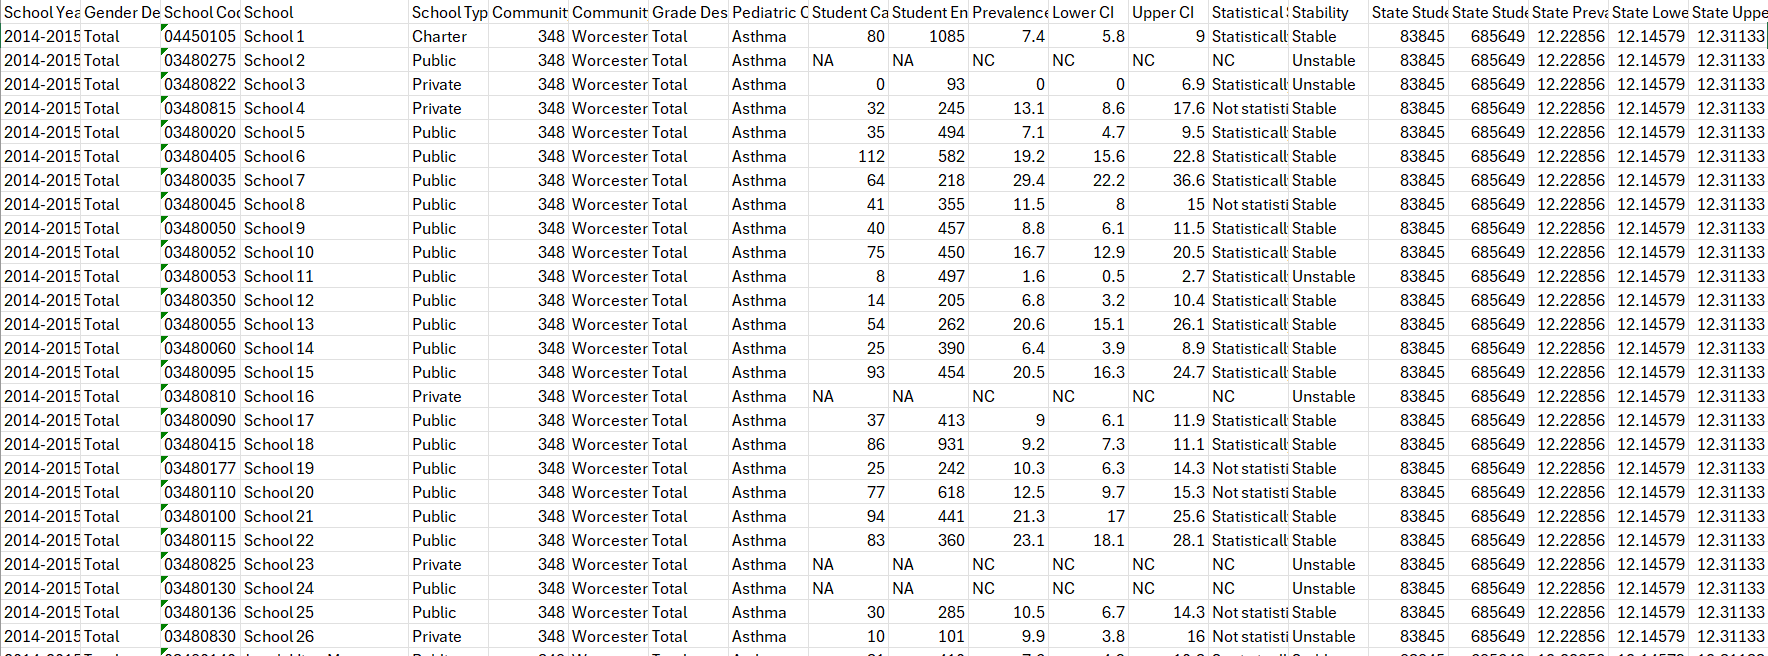 School Yea Gender De School Coc School School Typ Communit Communit Grade Des Pediatric C Student Ca Student En Prevalence Lower CI Upper CI Statistical Stability State Stude State Stude State Preva State Lowe State Uppe
2014-2015 Total 04450105 School 1 Charter 348 Worcester Total Asthma 80 1085 7.4 5.8 9 Statisticall Stable 83845 685649 12.22856 12.14579 12.31133
2014-2015 Total 03480275 School 2 Public 348 Worcester Total Asthma NA NA NC NC NC NC Unstable 83845 685649 12.22856 12.14579 12.31133
2014-2015 Total 03480822 School 3 Private 348 Worcester Total Asthma 0 93 0 0 6.9 Statisticall Unstable 83845 685649 12.22856 12.14579 12.31133
2014-2015 Total 03480815 School 4 Private 348 Worcester Total Asthma 32 245 13.1 8.6 17.6 Not statisti Stable 83845 685649 12.22856 12.14579 12.31133
2014-2015 Total 03480020 School 5 Public 348 Worcester Total Asthma 35 494 7.1 4.7 9.5 Statisticall Stable 83845 685649 12.22856 12.14579 12.31133
2014-2015 Total 03480405 School 6 Public 348 Worcester Total Asthma 112 582 19.2 15.6 22.8 Statisticall Stable 83845 685649 12.22856 12.14579 12.31133
2014-2015 Total 03480035 School 7 Public 348 Worcester Total Asthma 64 218 29.4 22.2 36.6 Statisticall Stable 83845 685649 12.22856 12.14579 12.31133
2014-2015 Total 03480045 School 8 Public 348 Worcester Total Asthma 41 355 11.5 8 15 Not statisti Stable 83845 685649 12.22856 12.14579 12.31133
2014-2015 Total 03480050 School 9 Public 348 Worcester Total Asthma 40 457 8.8 6.1 11.5 Statisticall Stable 83845 685649 12.22856 12.14579 12.31133
2014-2015 Total 03480052 School 10 Public 348 Worcester Total Asthma 75 450 16.7 12.9 20.5 Statisticall Stable 83845 685649 12.22856 12.14579 12.31133
2014-2015 Total 03480053 School 11 Public 348 Worcester Total Asthma 8 497 1.6 0.5 2.7 Statisticall Unstable 83845 685649 12.22856 12.14579 12.31133
2014-2015 Total 03480350 School 12 Public 348 Worcester Total Asthma 14 205 6.8 3.2 10.4 Statisticall Stable 83845 685649 12.22856 12.14579 12.31133
2014-2015 Total 03480055 School 13 Public 348 Worcester Total Asthma 54 262 20.6 15.1 26.1 Statisticall Stable 83845 685649 12.22856 12.14579 12.31133
2014-2015 Total 03480060 School 14 Public 348 Worcester Total Asthma 25 390 6.4 3.9 8.9 Statisticall Stable 83845 685649 12.22856 12.14579 12.31133
2014-2015 Total 03480095 School 15 Public 348 Worcester Total Asthma 93 454 20.5 16.3 24.7 Statisticall Stable 83845 685649 12.22856 12.14579 12.31133
2014-2015 Total 03480810 School 16 Private 348 Worcester Total Asthma NA NA NC NC NC NC Unstable 83845 685649 12.22856 12.14579 12.31133
2014-2015 Total 03480090 School 17 Public 348 Worcester Total Asthma 37 413 9 6.1 11.9 Statisticall Stable 83845 685649 12.22856 12.14579 12.31133
2014-2015 Total 03480415 School 18 Public 348 Worcester Total Asthma 86 931 9.2 7.3 11.1 Statisticall Stable 83845 685649 12.22856 12.14579 12.31133
2014-2015 Total 03480177 School 19 Public 348 Worcester Total Asthma 25 242 10.3 6.3 14.3 Not statisti Stable 83845 685649 12.22856 12.14579 12.31133
2014-2015 Total 03480110 School 20 Public 348 Worcester Total Asthma 77 618 12.5 9.7 15.3 Not statisti Stable 83845 685649 12.22856 12.14579 12.31133
2014-2015 Total 03480100 School 21 Public 348 Worcester Total Asthma 94 441 21.3 17 25.6 Statisticall Stable 83845 685649 12.22856 12.14579 12.31133
2014-2015 Total 03480115 School 22 Public 348 Worcester Total Asthma 83 360 23.1 18.1 28.1 Statisticall Stable 83845 685649 12.22856 12.14579 12.31133
2014-2015 Total 03480825 School 23 Private 348 Worcester Total Asthma NA NA NC NC NC NC Unstable 83845 685649 12.22856 12.14579 12.31133
2014-2015 Total 03480130 School 24 Public 348 Worcester Total Asthma NA NA NC NC NC NC Unstable 83845 685649 12.22856 12.14579 12.31133
2014-2015 Total 03480136 School 25 Public 348 Worcester Total Asthma 30 285 10.5 6.7 14.3 Not statisti Stable 83845 685649 12.22856 12.14579 12.31133
2014-2015 Total 03480830 School 26 Private 348 Worcester Total Asthma 10 101 9.9 3.8 16 Not statisti Unstable 83845 685649 12.22856 12.14579 12.31133